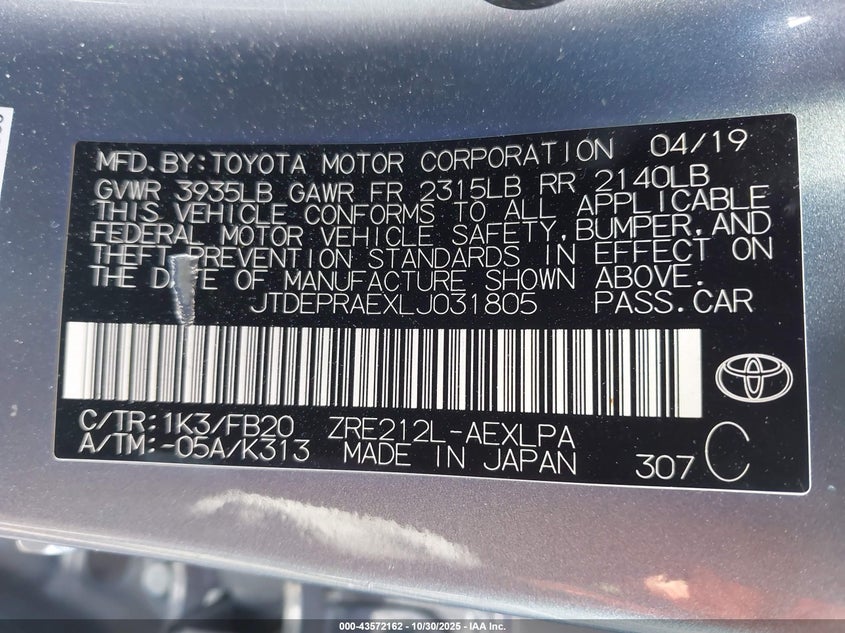 MFD. BY: TOYOTA MOTOR CORPORATION 04/19
GVWR 3935LB GAWR FR 2315LB RR 2140LB
THIS VEHICLE CONFORMS TO ALL APPLICABLE
FEDERAL MOTOR VEHICLE SAFETY, BUMPER, AND
THEFT PREVENTION STANDARDS IN EFFECT ON
THE DATE OF MANUFACTURE SHOWN ABOVE.
JTDEPRAEXLJ031805 PASS. CAR
C/TR: 1K3/FB20 ZRE212L-AEXLPA
A/TM: -05A/K313 MADE IN JAPAN 307 C
000-43572162 - 10/30/2025 - IAA Inc.